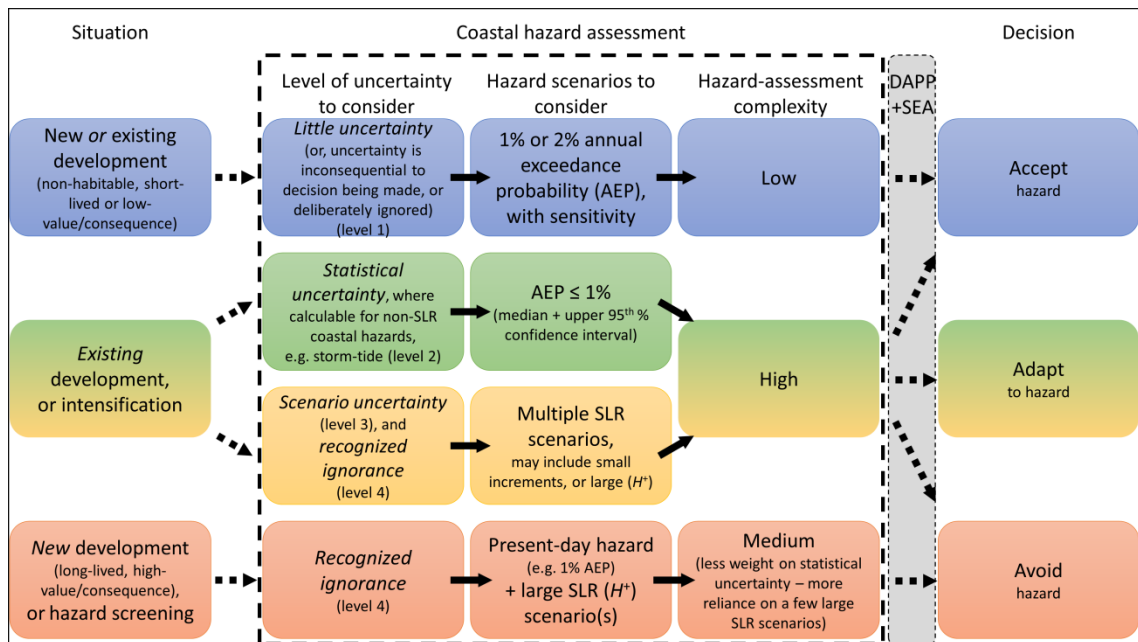 Situation
Coastal hazard assessment
Decision
Level of uncertainty
to consider
Hazard scenarios to
consider
Hazard-assessment
complexity
DAPP
+SEA
New or existing
development
(non-habitable, short-
lived or low-
value/consequence)
Little uncertainty
(or, uncertainty is
inconsequential to
decision being made, or
deliberately ignored)
(level 1)
1% or 2% annual
exceedance
probability (AEP),
with sensitivity
Low
Accept
hazard
Existing
development,
or intensification
Statistical
uncertainty, where
calculable for non-SLR
coastal hazards,
e.g. storm-tide (level 2)
AEP ≤ 1%
(median + upper 95th %
confidence interval)
Scenario uncertainty
(level 3), and
recognized
ignorance
(level 4)
Multiple SLR
scenarios,
may include small
increments, or large (H+)
High
Adapt
to hazard
New development
(long-lived, high-
value/consequence),
or hazard screening
Recognized
ignorance
(level 4)
Present-day hazard
(e.g. 1% AEP)
+ large SLR (H+)
scenario(s)
Medium
(less weight on statistical
uncertainty – more
reliance on a few large
SLR scenarios)
Avoid
hazard